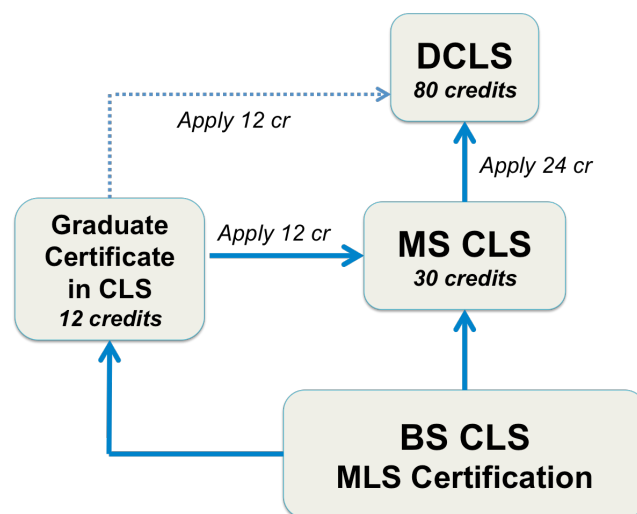 DCLS
80 credits
Apply 12 cr
Apply 24 cr
Graduate
Certificate
in CLS
12 credits
Apply 12 cr
MS CLS
30 credits
BS CLS
MLS Certification